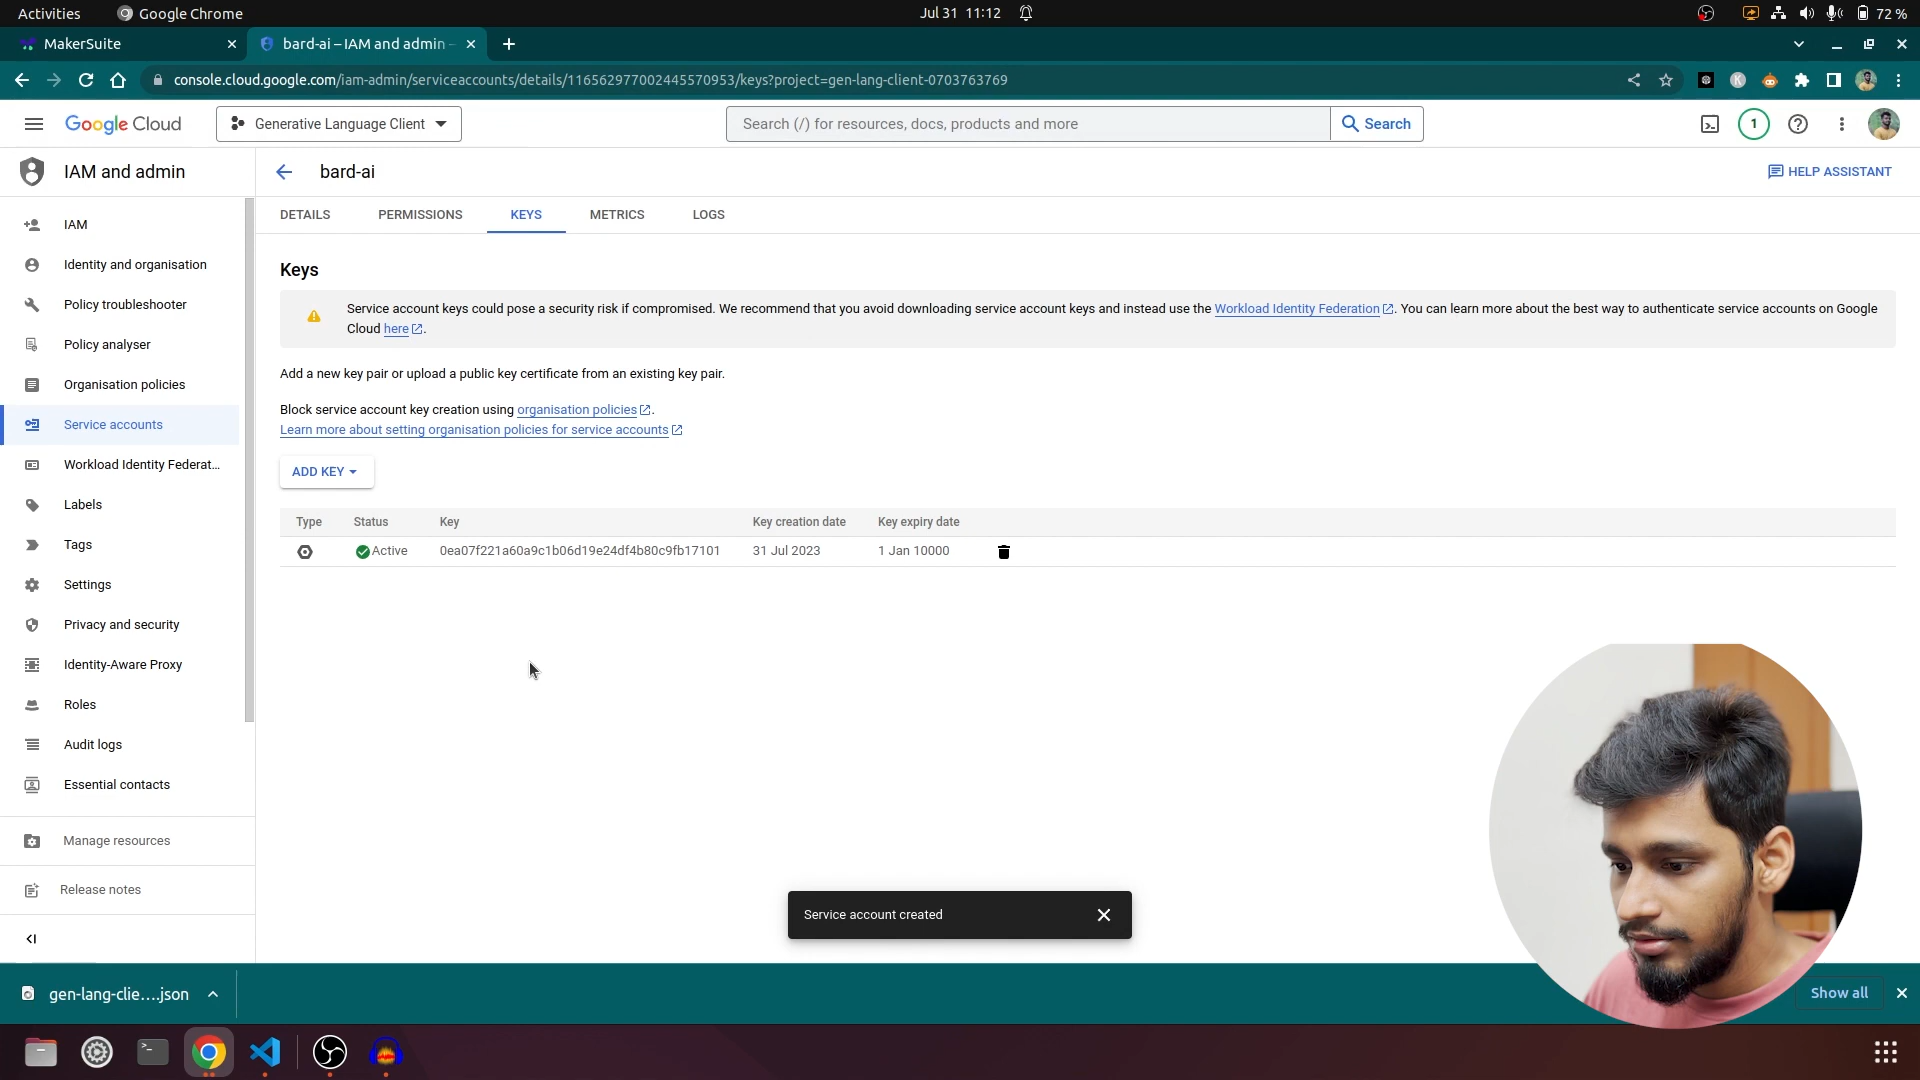 Activities
Google Chrome
Jul 31 11:12
72 %
MakerSuite
bard-ai – IAM and admin –
console.cloud.google.com/iam-admin/serviceaccounts/details/116562977002445570953/keys?project=gen-lang-client-0703763769
Google Cloud
Generative Language Client
Search (/) for resources, docs, products and more
Search
1
IAM and admin
bard-ai
HELP ASSISTANT
DETAILS
PERMISSIONS
KEYS
METRICS
LOGS
IAM
Identity and organisation
Policy troubleshooter
Policy analyser
Organisation policies
Service accounts
Workload Identity Federat...
Labels
Tags
Settings
Privacy and security
Identity-Aware Proxy
Roles
Audit logs
Essential contacts
Manage resources
Release notes
Keys
Service account keys could pose a security risk if compromised. We recommend that you avoid downloading service account keys and instead use the Workload Identity Federation. You can learn more about the best way to authenticate service accounts on Google
Cloud here.
Add a new key pair or upload a public key certificate from an existing key pair.
Block service account key creation using organisation policies.
Learn more about setting organisation policies for service accounts
ADD KEY
Type Status Key Key creation date Key expiry date
Active 0ea07f221a60a9c1b06d19e24df4b80c9fb17101 31 Jul 2023 1 Jan 10000
Service account created
gen-lang-clie....json
Show all